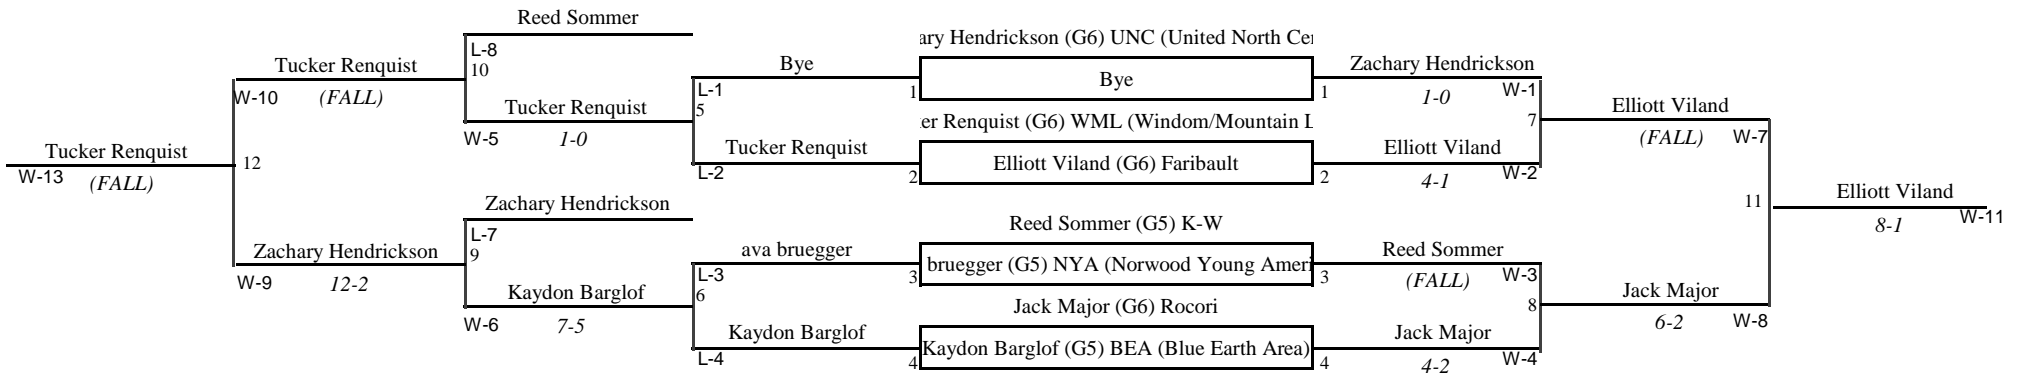 Reed Sommer
L-8
10
Tucker Renquist
W-10
(FALL)
Tucker Renquist
W-5
1-0
Tucker Renquist
W-13
(FALL)
12
Zachary Hendrickson
L-7
9
Zachary Hendrickson
W-9
12-2
Kaydon Barglof
W-6
7-5
Bye
L-1
5
Tucker Renquist
L-2
ava bruegger
L-3
6
Kaydon Barglof
L-4
ary Hendrickson (G6) UNC (United North Ce
1
Bye
1
er Renquist (G6) WML (Windom/Mountain L
2
Elliott Viland (G6) Faribault
2
Reed Sommer (G5) K-W
3
bruegger (G5) NYA (Norwood Young Ameri
3
Jack Major (G6) Rocori
4
Kaydon Barglof (G5) BEA (Blue Earth Area)
4
Zachary Hendrickson
1-0
W-1
7
Elliott Viland
4-1
W-2
Reed Sommer
(FALL)
W-3
8
Jack Major
4-2
W-4
Elliott Viland
(FALL)
W-7
11
Jack Major
6-2
W-8
Elliott Viland
8-1
W-11